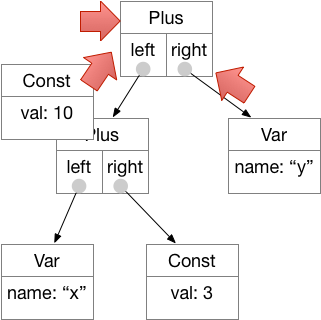 Plus
left right
Const
val: 10
Plus
left right
Var
name: “y”
Var
name: “x”
Const
val: 3